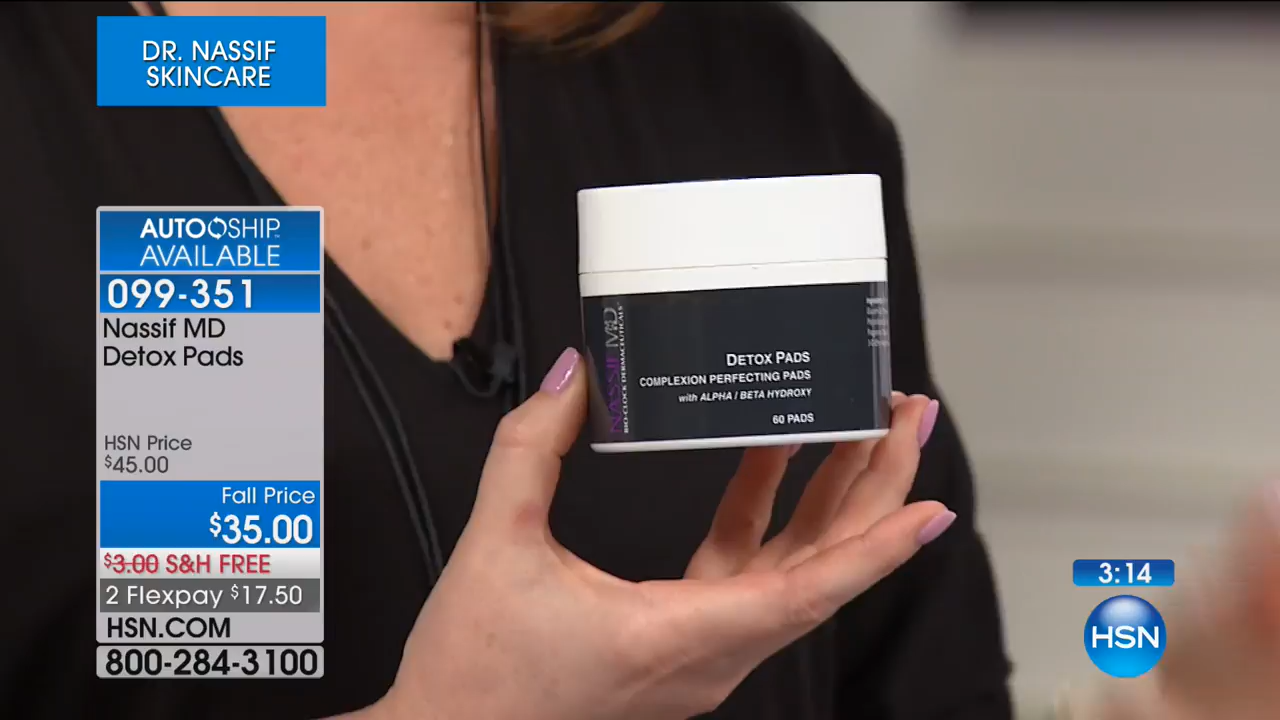 DR. NASSIF
SKINCARE
AUTO SHIP
AVAILABLE
099-351
Nassif MD
Detox Pads
HSN Price
$45.00
Fall Price
$35.00
$3.00 S&H FREE
2 Flexpay $17.50
HSN.COM
800-284-3100
NASSIF MD
BIO-CLOCK DERMACEUTICALS
DETOX PADS
COMPLEXION PERFECTING PADS
with ALPHA / BETA HYDROXY
60 PADS
3:14
HSN